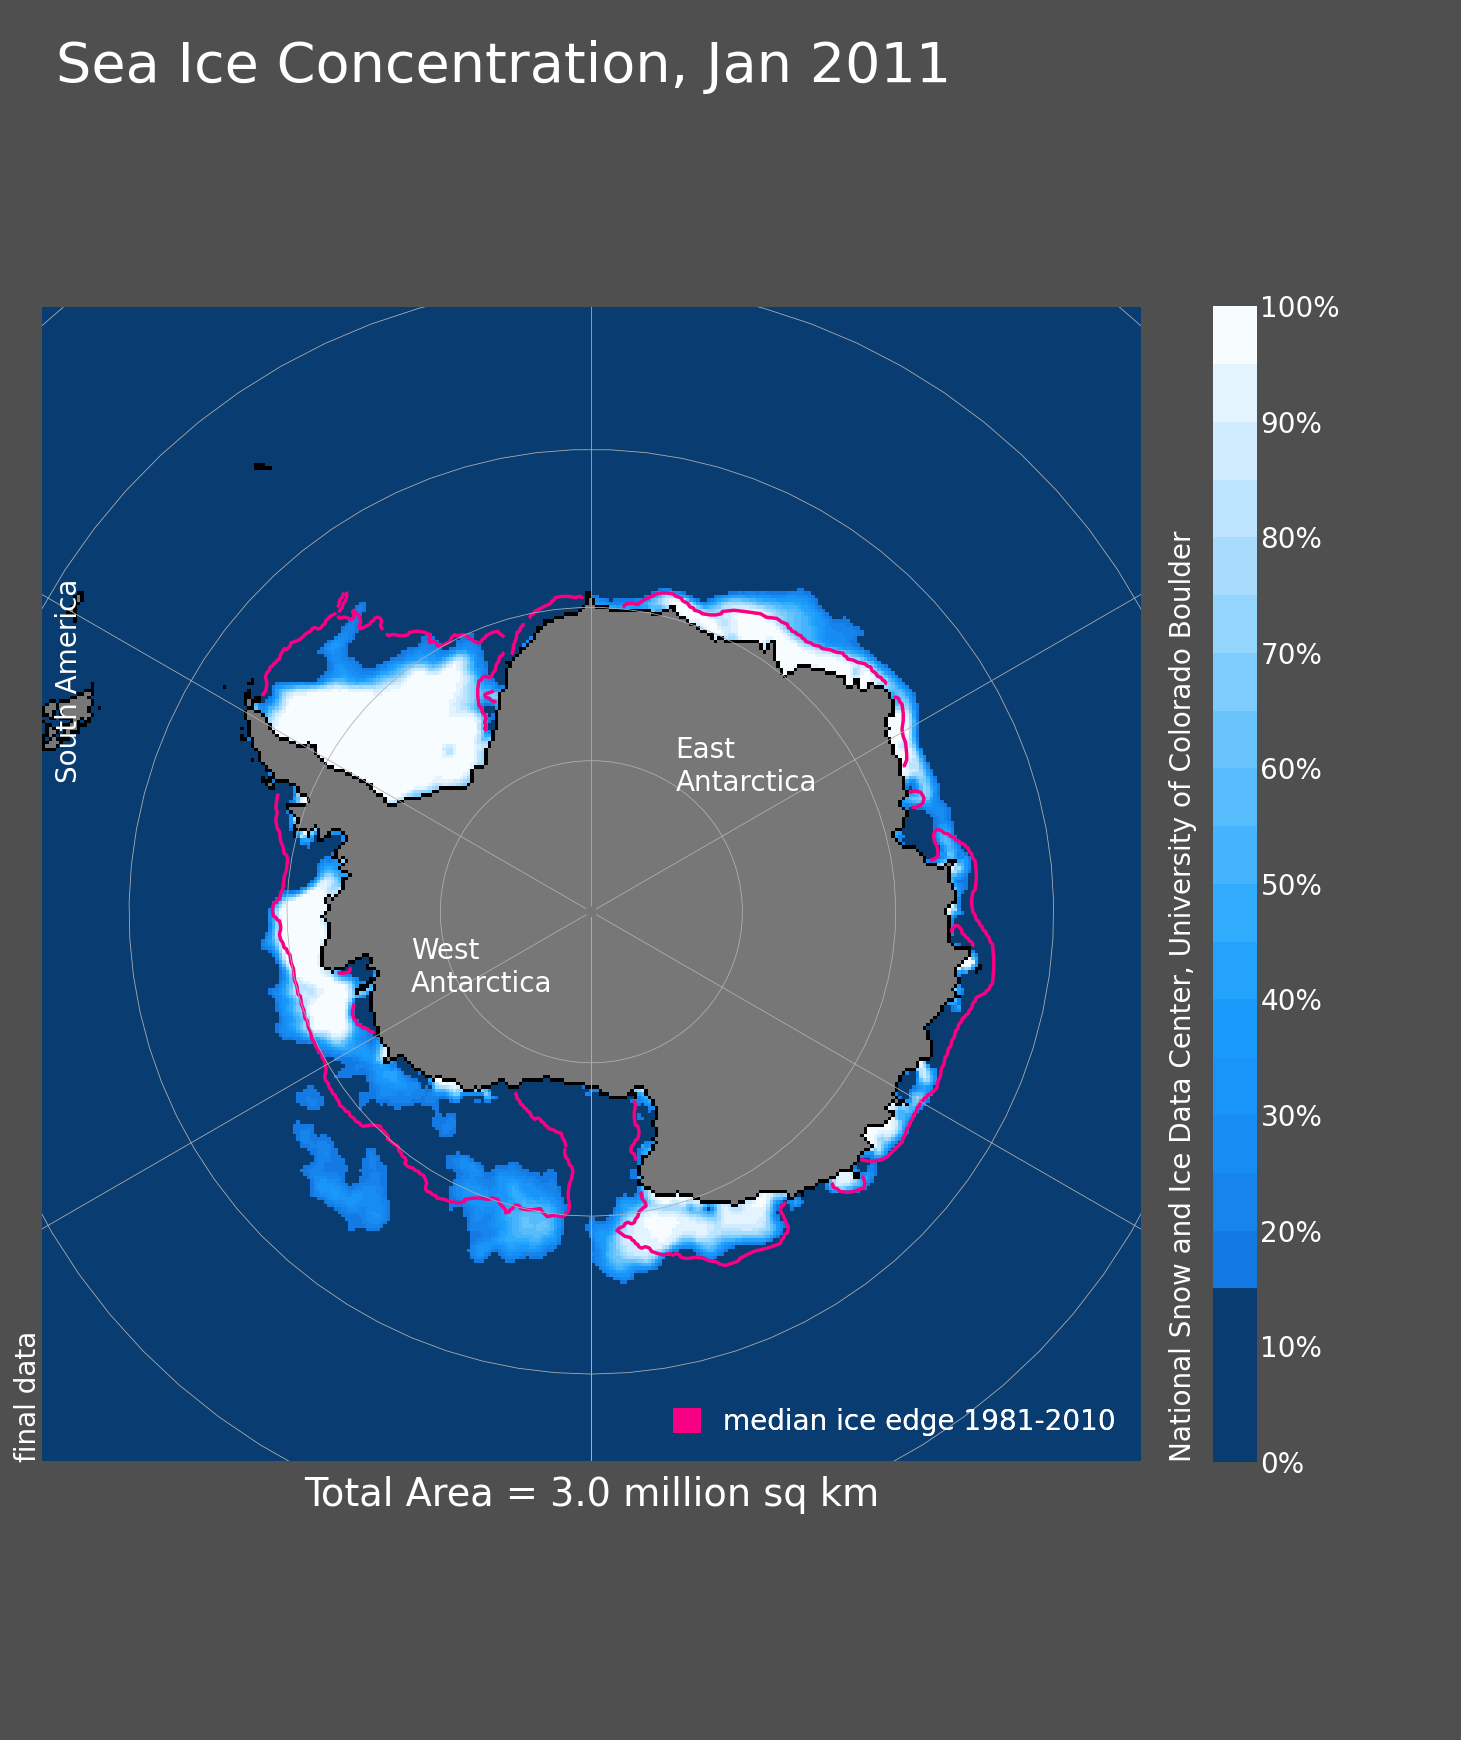 Sea Ice Concentration, Jan 2011
South America
East
Antarctica
West
Antarctica
median ice edge 1981-2010
final data
Total Area = 3.0 million sq km
National Snow and Ice Data Center, University of Colorado Boulder
100%
90%
80%
70%
60%
50%
40%
30%
20%
10%
0%